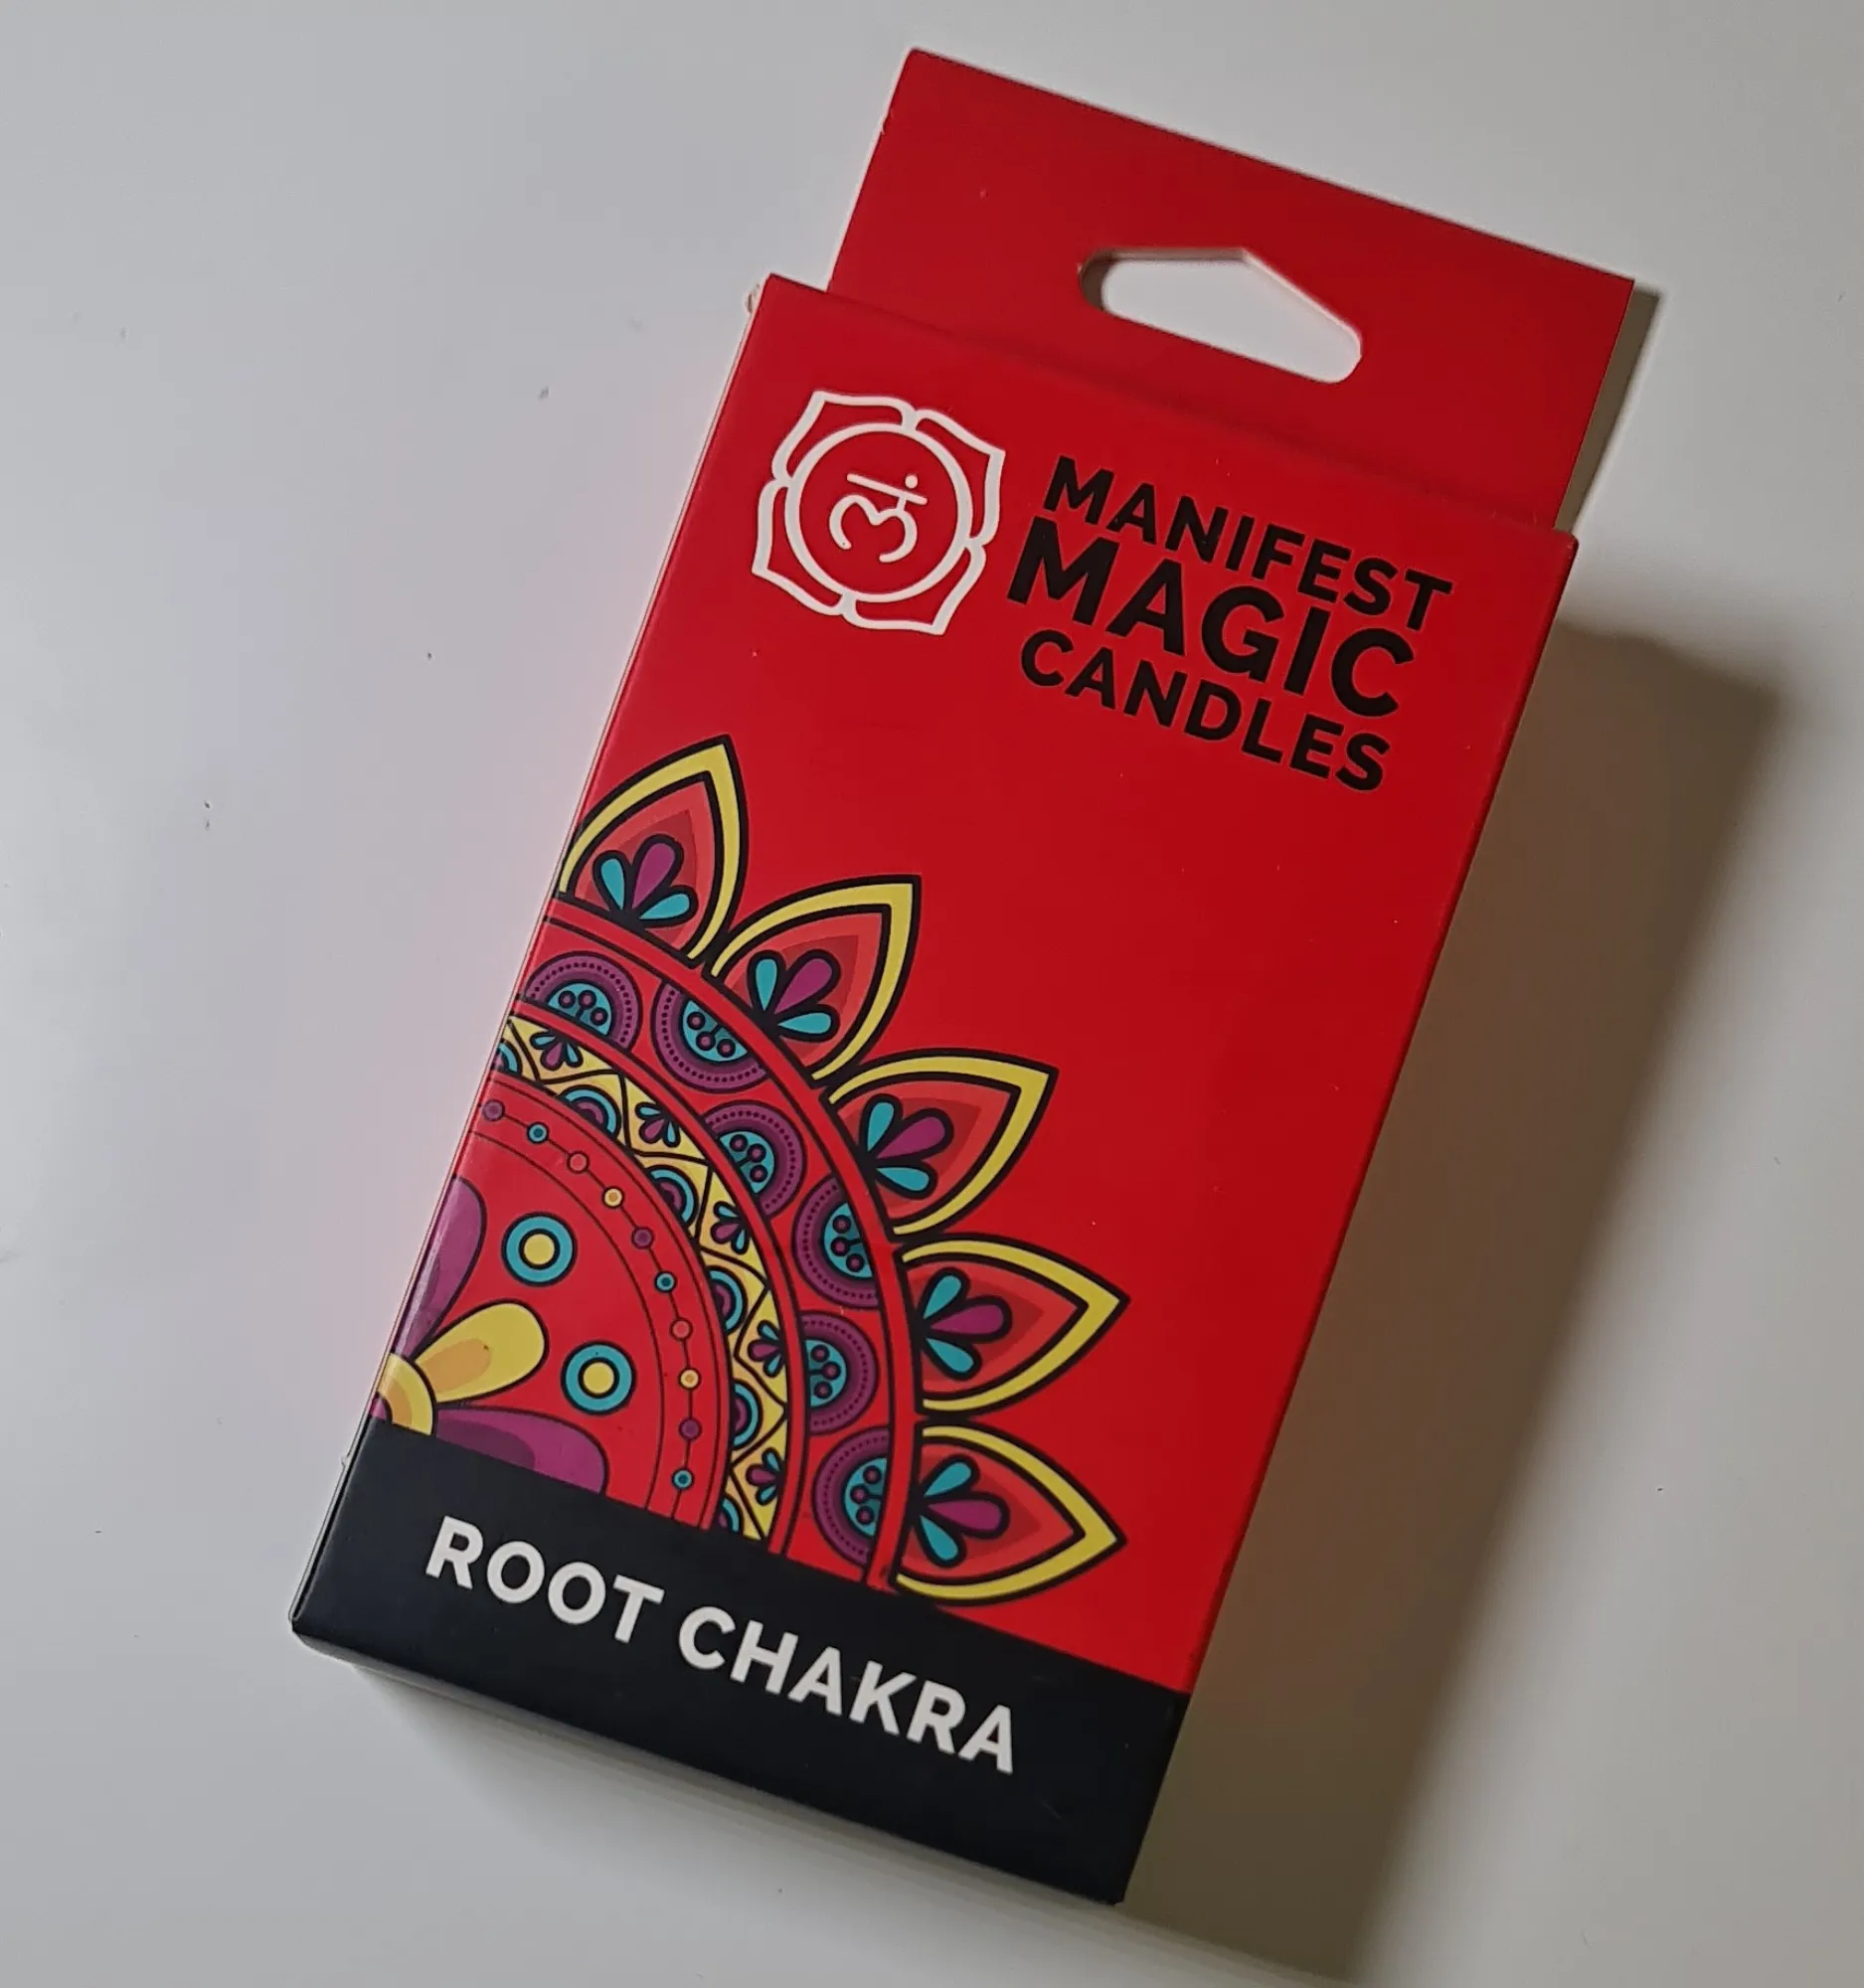 लं
MANIFEST
MAGIC
CANDLES
ROOT CHAKRA